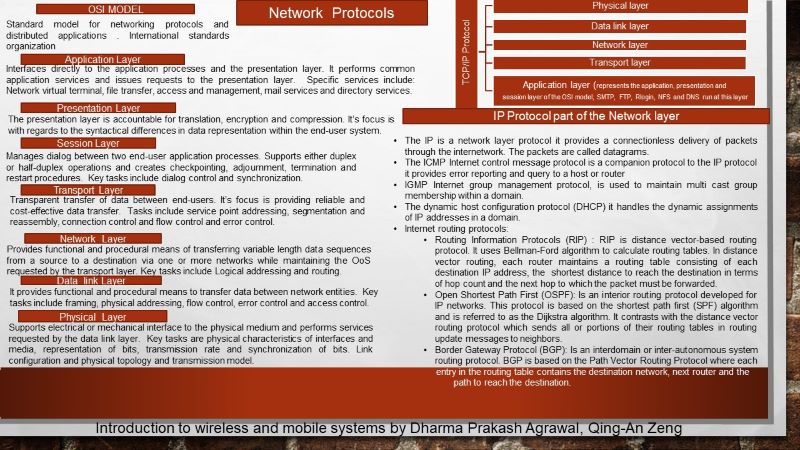 OSI MODEL
Standard model for networking protocols and
distributed applications . International standards
organization
Application Layer
Interfaces directly to the application processes and the presentation layer. It performs common
application services and issues requests to the presentation layer. Specific services include:
Network virtual terminal, file transfer, access and management, mail services and directory services.
Presentation Layer
The presentation layer is accountable for translation, encryption and compression. It's focus is
with regards to the syntactical differences in data representation within the end-user system.
Session Layer
Manages dialog between two end-user application processes. Supports either duplex
or half-duplex operations and creates checkpointing, adjournment, termination and
restart procedures. Key tasks include dialog control and synchronization.
Transport Layer
Transparent transfer of data between end-users. It's focus is providing reliable and
cost-effective data transfer. Tasks include service point addressing, segmentation and
reassembly, connection control and flow control and error control.
Network Layer
Provides functional and procedural means of transferring variable length data sequences
from a source to a destination via one or more networks while maintaining the OoS
requested by the transport layer. Key tasks include Logical addressing and routing.
Data link Layer
It provides functional and procedural means to transfer data between network entities. Key
tasks include framing, physical addressing, flow control, error control and access control.
Physical Layer
Supports electrical or mechanical interface to the physical medium and performs services
requested by the data link layer. Key tasks are physical characteristics of interfaces and
media, representation of bits, transmission rate and synchronization of bits. Link
configuration and physical topology and transmission model.
Network Protocols
TCP/IP Protocol
Physical layer
Data link layer
Network layer
Transport layer
Application layer (represents the application, presentation and
session layer of the OSI model, SMTP, FTP, Rlogin, NFS and DNS run at this layer
IP Protocol part of the Network layer
• The IP is a network layer protocol it provides a connectionless delivery of packets
through the internetwork. The packets are called datagrams.
• The ICMP Internet control message protocol is a companion protocol to the IP protocol
it provides error reporting and query to a host or router
• IGMP Internet group management protocol, is used to maintain multi cast group
membership within a domain.
• The dynamic host configuration protocol (DHCP) it handles the dynamic assignments
of IP addresses in a domain.
• Internet routing protocols:
• Routing Information Protocols (RIP) : RIP is distance vector-based routing
protocol. It uses Bellman-Ford algorithm to calculate routing tables. In distance
vector routing, each router maintains a routing table consisting of each
destination IP address, the shortest distance to reach the destination in terms
of hop count and the next hop to which the packet must be forwarded.
• Open Shortest Path First (OSPF): Is an interior routing protocol developed for
IP networks. This protocol is based on the shortest path first (SPF) algorithm
and is referred to as the Dijkstra algorithm. It contrasts with the distance vector
routing protocol which sends all or portions of their routing tables in routing
update messages to neighbors.
• Border Gateway Protocol (BGP): Is an interdomain or inter-autonomous system
routing protocol. BGP is based on the Path Vector Routing Protocol where each
entry in the routing table contains the destination network, next router and the
path to reach the destination.
Introduction to wireless and mobile systems by Dharma Prakash Agrawal, Qing-An Zeng